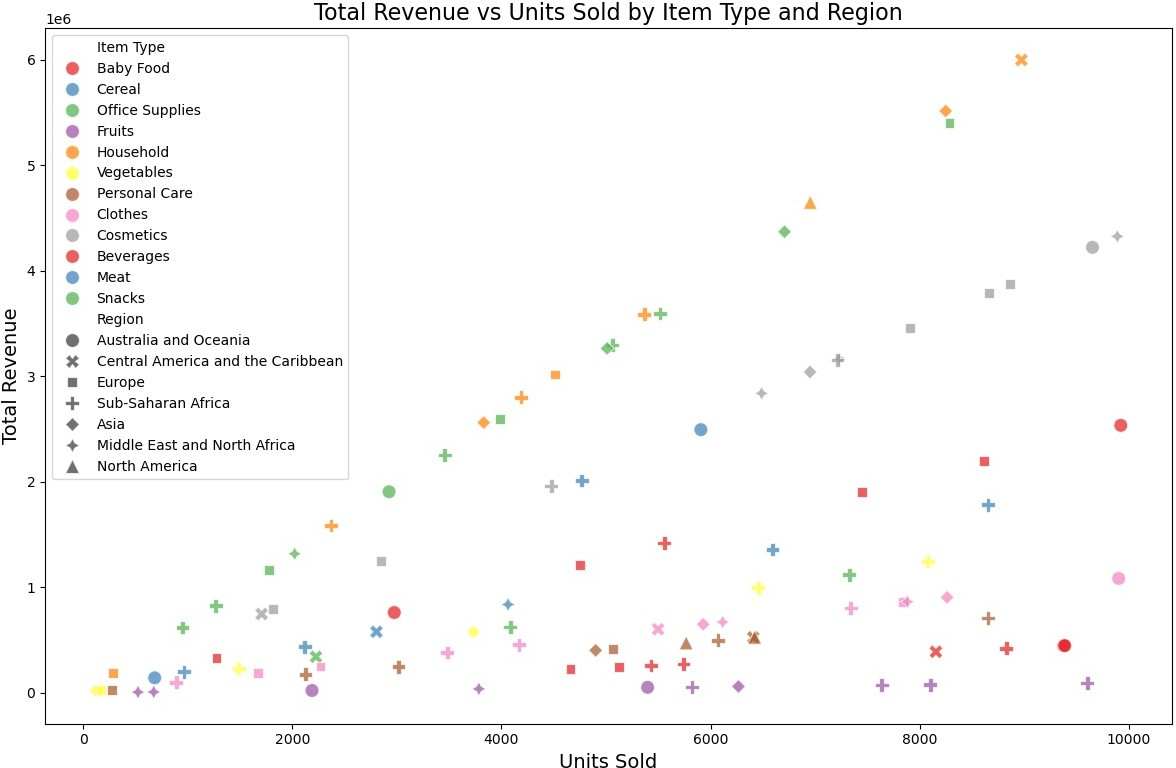 Total Revenue vs Units Sold by Item Type and Region
1e6
Item Type
Baby Food
Cereal
Office Supplies
Fruits
Household
Vegetables
Personal Care
Clothes
Cosmetics
Beverages
Meat
Snacks
Region
Australia and Oceania
Central America and the Caribbean
Europe
Sub-Saharan Africa
Asia
Middle East and North Africa
North America
Total Revenue
6
5
4
3
2
1
0
0 2000 4000 6000 8000 10000
Units Sold